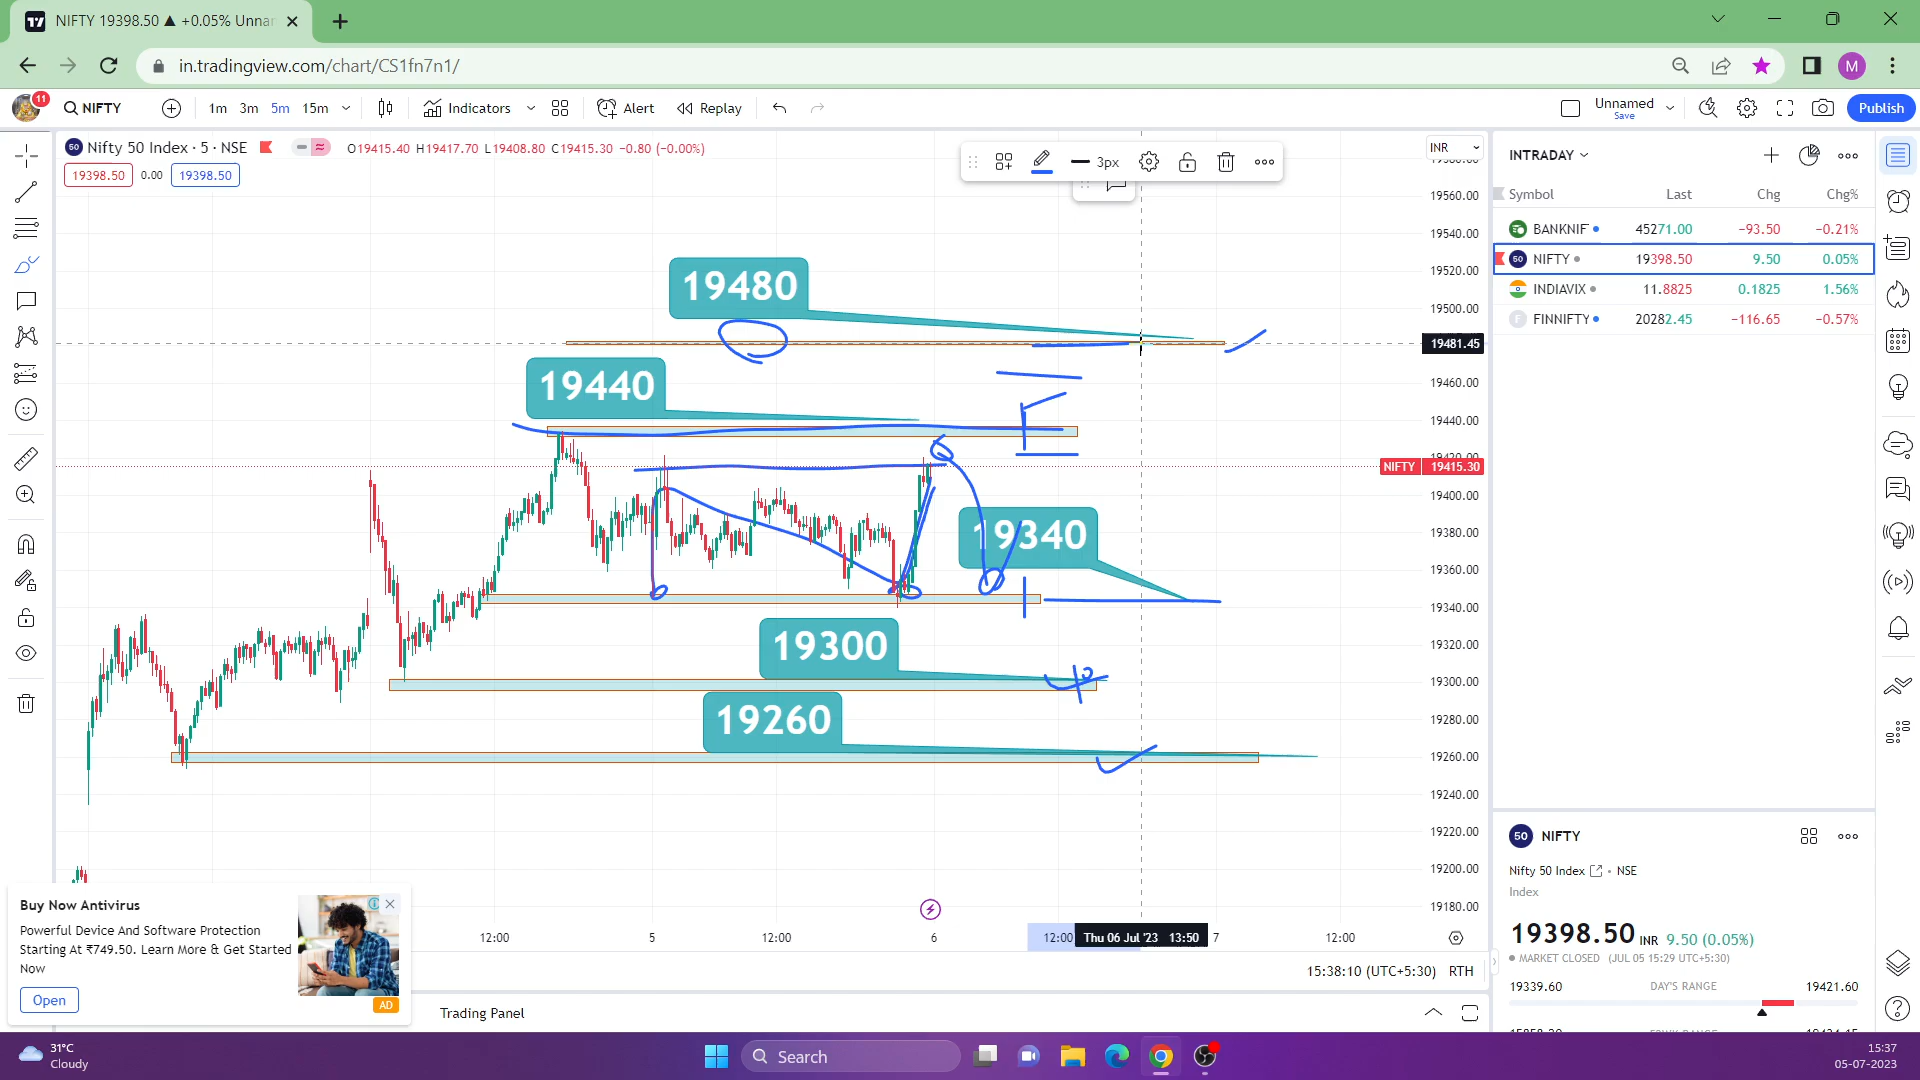 NIFTY 19398.50 ▲ +0.05% Unnar
in.tradingview.com/chart/CS1fn7n1/
M
11
NIFTY
1m 3m 5m 15m
Indicators
Alert
Replay
Unnamed
Save
Publish
50 Nifty 50 Index · 5 · NSE
O19415.40 H19417.70 L19408.80 C19415.30 −0.80 (−0.00%)
19398.50 0.00 19398.50
3px
INR
19560.00
19540.00
19520.00
19500.00
19481.45
19460.00
19440.00
NIFTY 19415.30
19400.00
19380.00
19360.00
19340.00
19320.00
19300.00
19280.00
19260.00
19240.00
19220.00
19200.00
19180.00
19480
19440
19340
19300
19260
12:00 5 12:00 6 12:00 Thu 06 Jul '23 13:50 7 12:00
15:38:10 (UTC+5:30) RTH
Trading Panel
INTRADAY
Symbol Last Chg Chg%
BANKNIF 45271.00 −93.50 −0.21%
50 NIFTY 19398.50 9.50 0.05%
INDIAVIX 11.8825 0.1825 1.56%
F FINNIFTY 20282.45 −116.65 −0.57%
50 NIFTY
Nifty 50 Index • NSE
Index
19398.50 INR 9.50 (0.05%)
MARKET CLOSED (JUL 05 15:29 UTC+5:30)
19339.60 DAY'S RANGE 19421.60
Buy Now Antivirus
Powerful Device And Software Protection
Starting At ₹749.50. Learn More & Get Started
Now
Open
AD
31°C
Cloudy
Search
15:37
05-07-2023